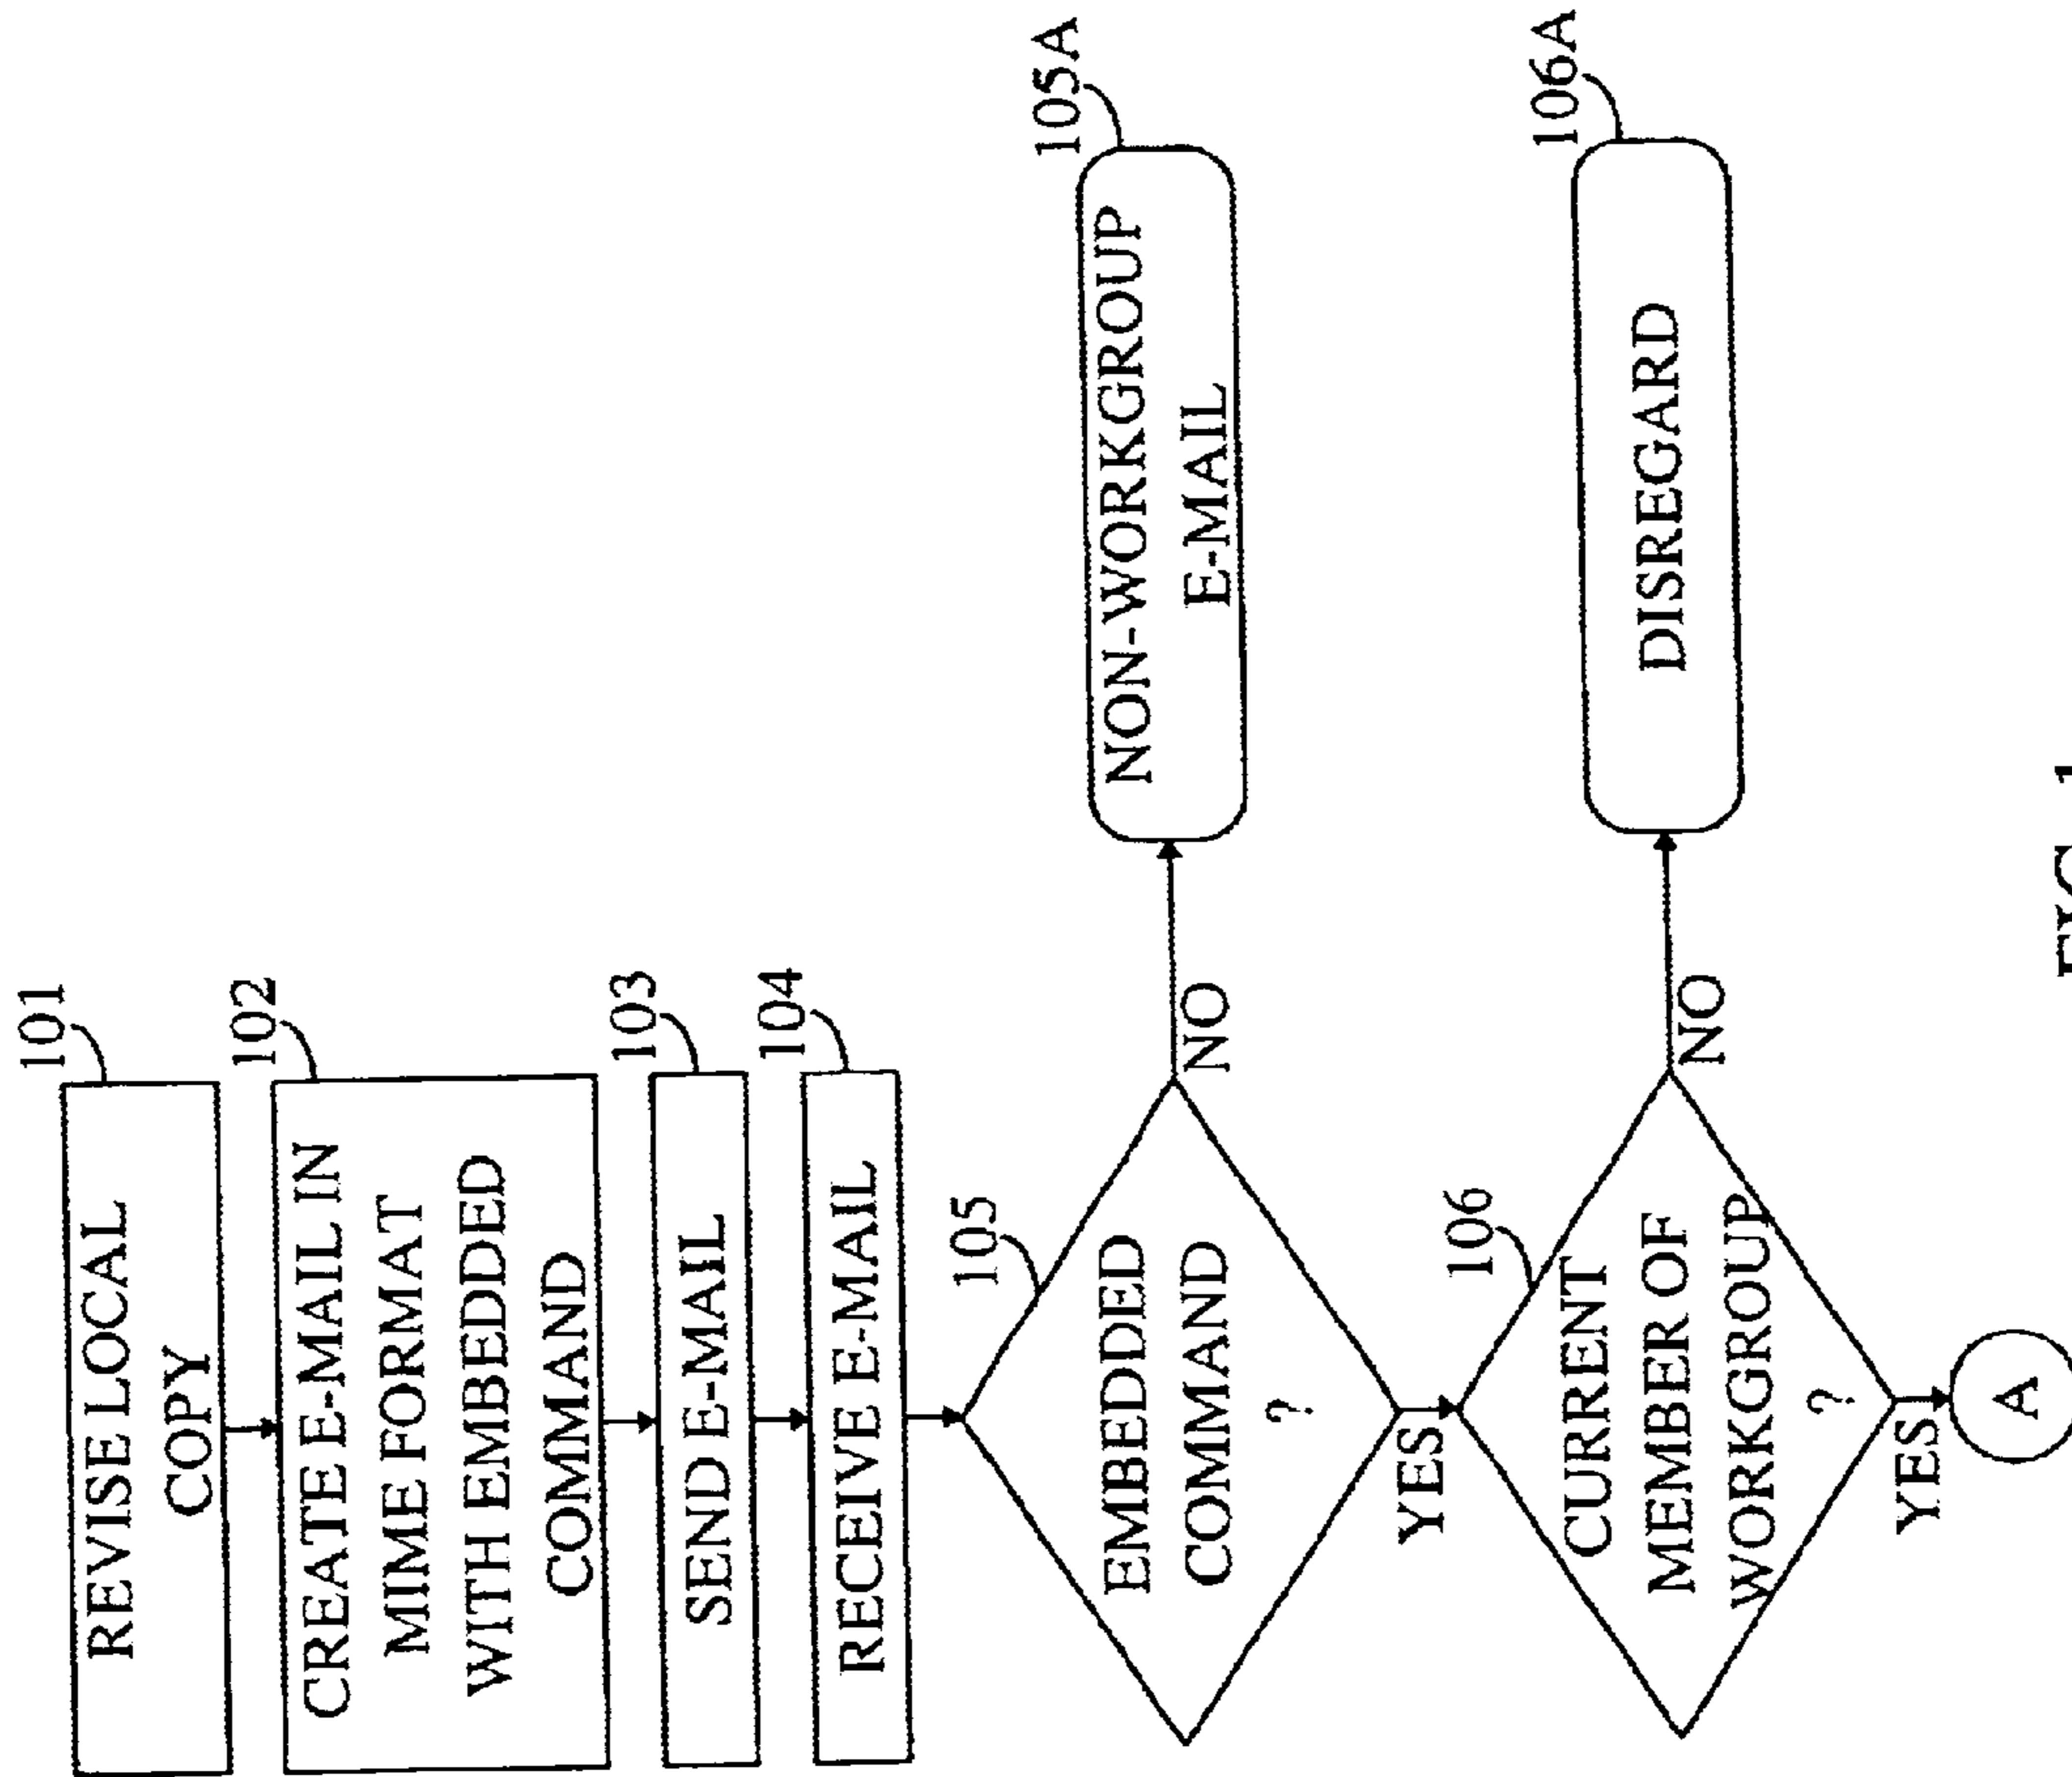 101
REVISE LOCAL
COPY
102
CREATE E-MAIL IN
MIME FORMAT
WITH EMBEDDED
COMMAND
103
SEND E-MAIL
104
RECEIVE E-MAIL
105
EMBEDDED
COMMAND
?
NO
105A
NON-WORKGROUP
E-MAIL
YES
106
CURRENT
MEMBER OF
WORKGROUP
?
NO
106A
DISREGARD
YES
A